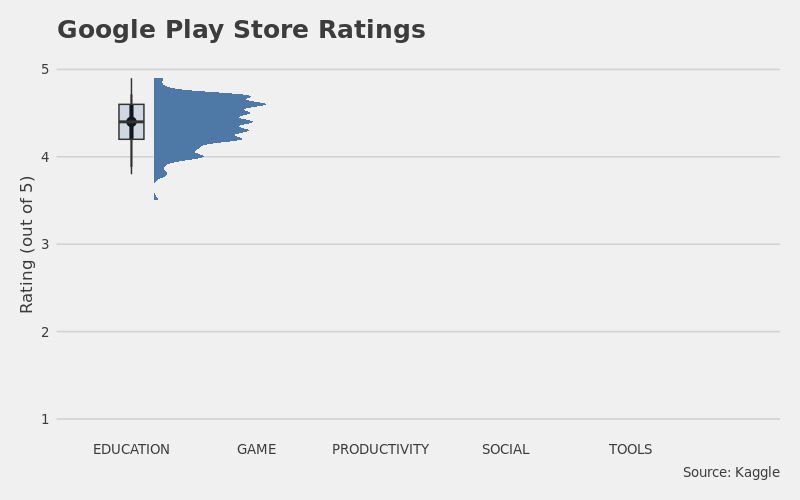 Google Play Store Ratings
Rating (out of 5)
5
4
3
2
1
EDUCATION GAME PRODUCTIVITY SOCIAL TOOLS
Source: Kaggle